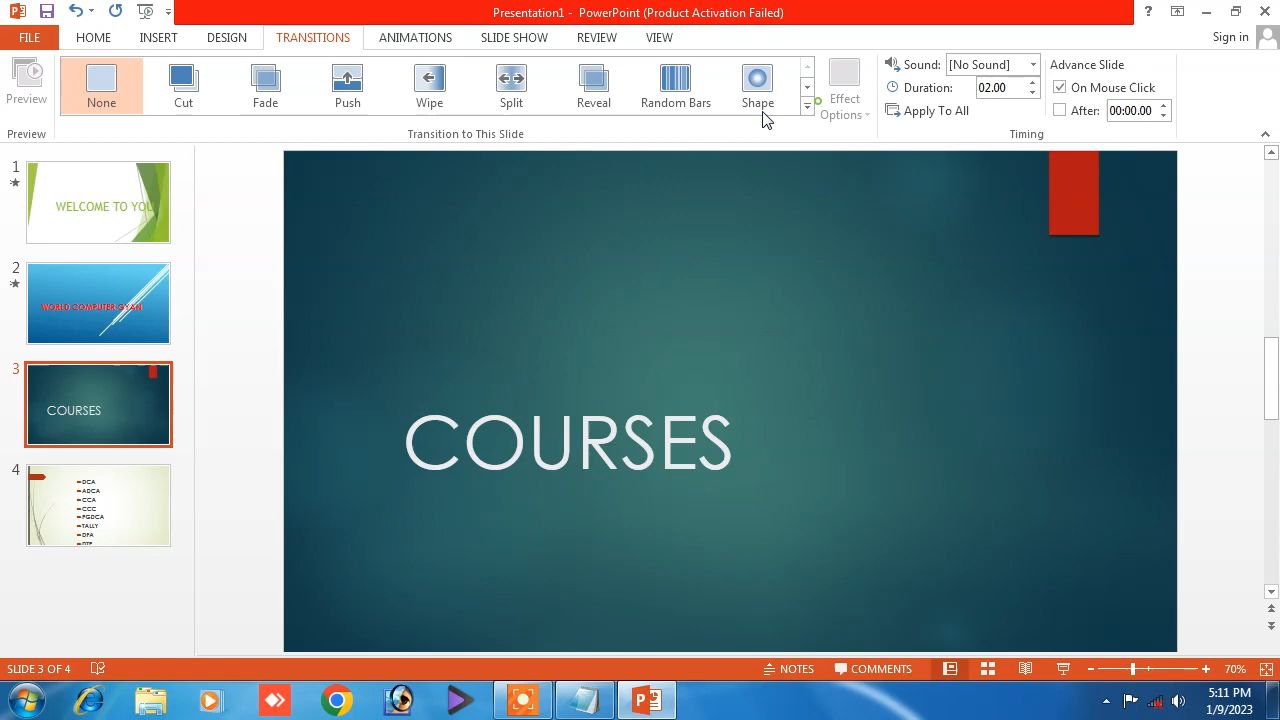 Presentation1 - PowerPoint (Product Activation Failed)
FILE HOME INSERT DESIGN TRANSITIONS ANIMATIONS SLIDE SHOW REVIEW VIEW Sign in
Preview
None Cut Fade Push Wipe Split Reveal Random Bars Shape
Effect
Options
Sound: [No Sound]
Duration: 02.00
Apply To All
Advance Slide
On Mouse Click
After: 00:00.00
Preview Transition to This Slide Timing
1
WELCOME TO YOU
2
WORLD COMPUTER GYAN
3
COURSES
4
DCA
ADCA
CCA
CCC
PGDCA
TALLY
DFA
DTP
COURSES
SLIDE 3 OF 4 NOTES COMMENTS 70%
5:11 PM
1/9/2023